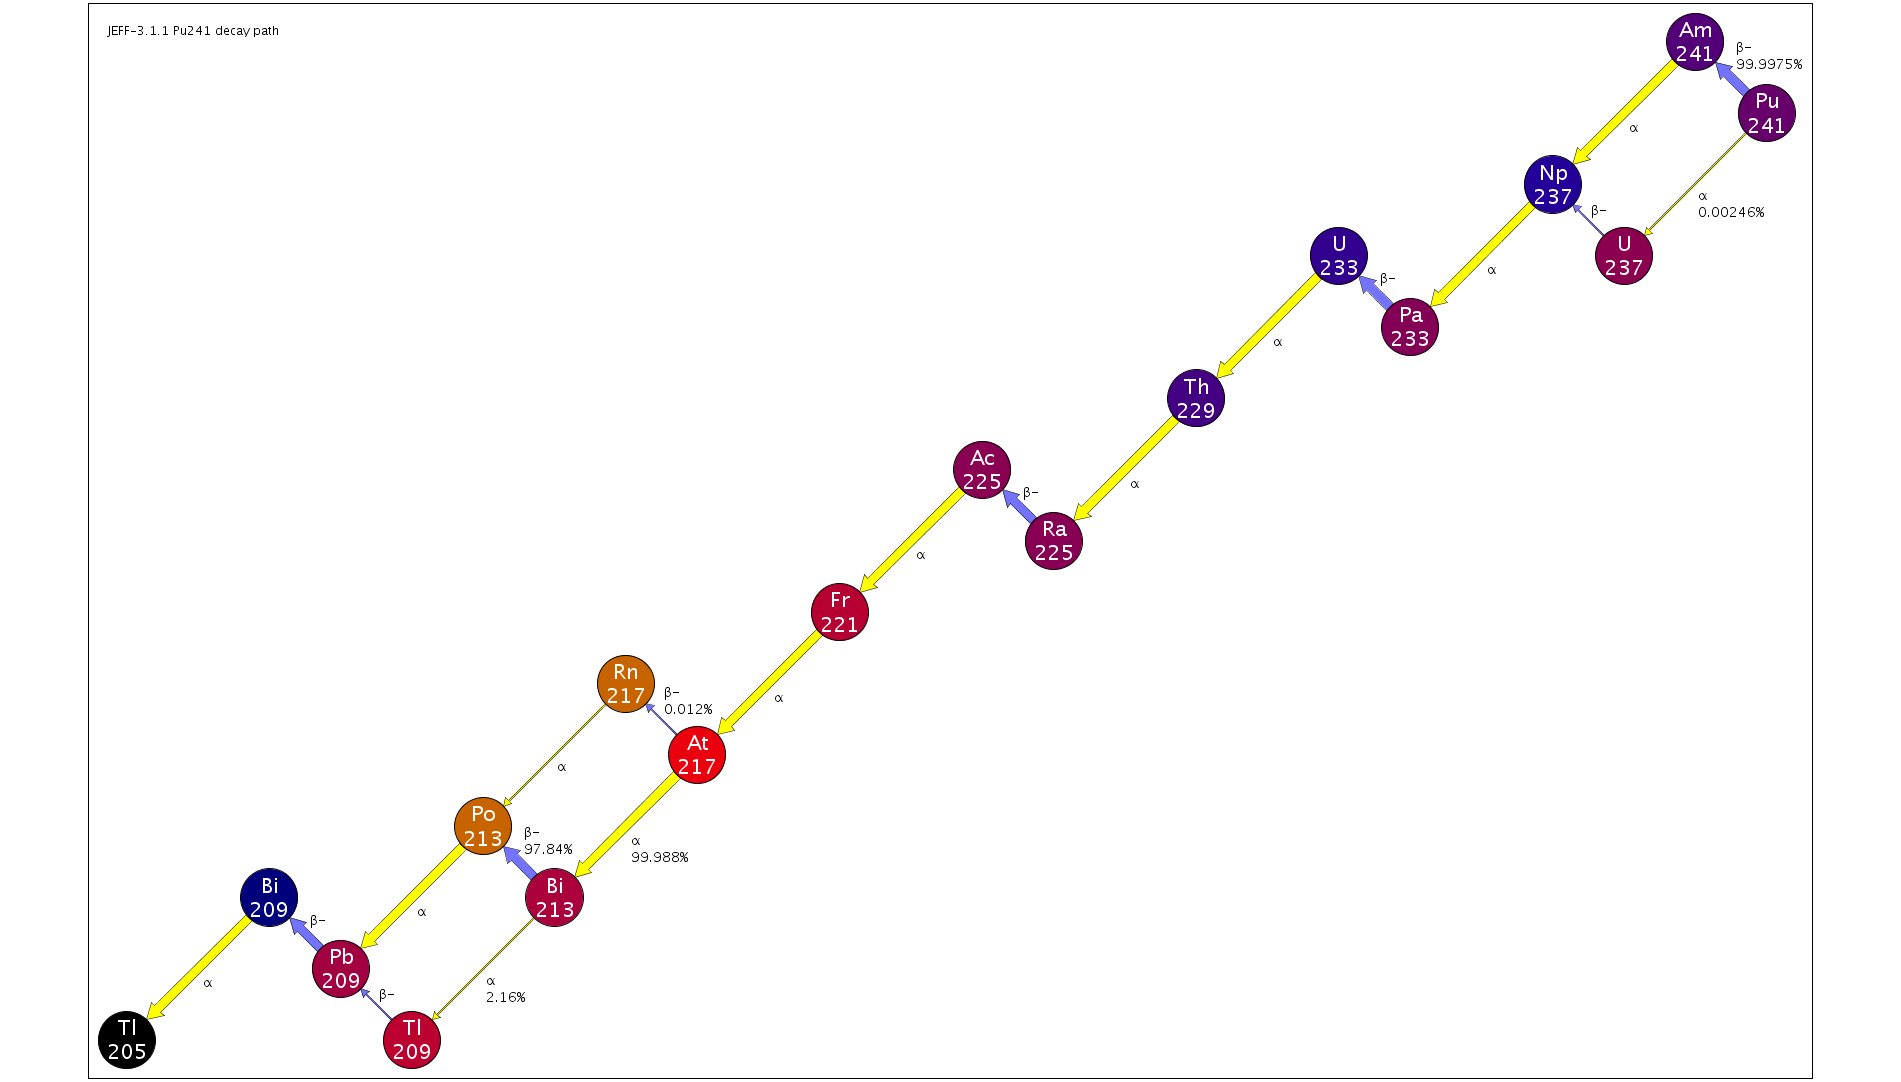 JEFF-3.1.1 Pu241 decay path
Am
241
β-
99.9975%
Pu
241
α
Np
237
α
0.00246%
β-
U
237
U
233
α
β-
Pa
233
α
Th
229
Ac
225
α
β-
Ra
225
α
Fr
221
Rn
217
β-
0.012%
α
At
217
α
Po
213
β-
97.84%
α
99.988%
Bi
209
Bi
213
α
β-
Pb
209
α
α
2.16%
β-
Tl
205
Tl
209